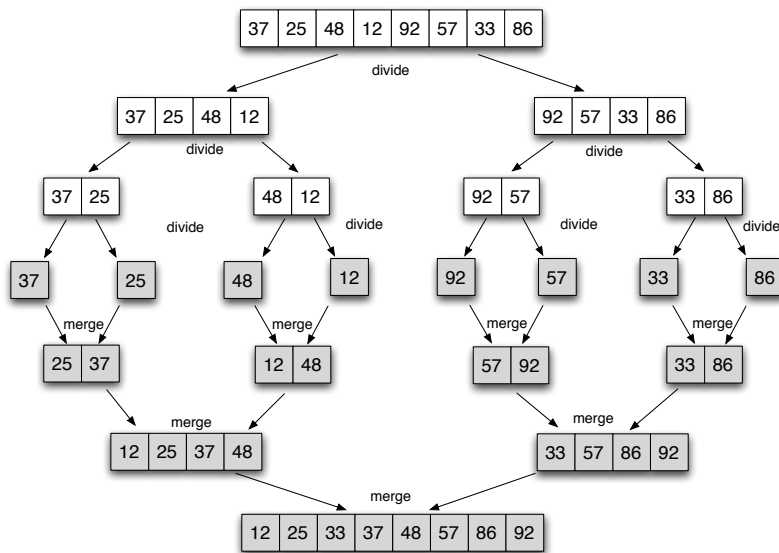 37 25 48 12 92 57 33 86
divide
37 25 48 12
92 57 33 86
divide
divide
37 25
48 12
92 57
33 86
divide
divide
divide
divide
37
25
48
12
92
57
33
86
merge
merge
merge
merge
25 37
12 48
57 92
33 86
merge
merge
12 25 37 48
33 57 86 92
merge
12 25 33 37 48 57 86 92